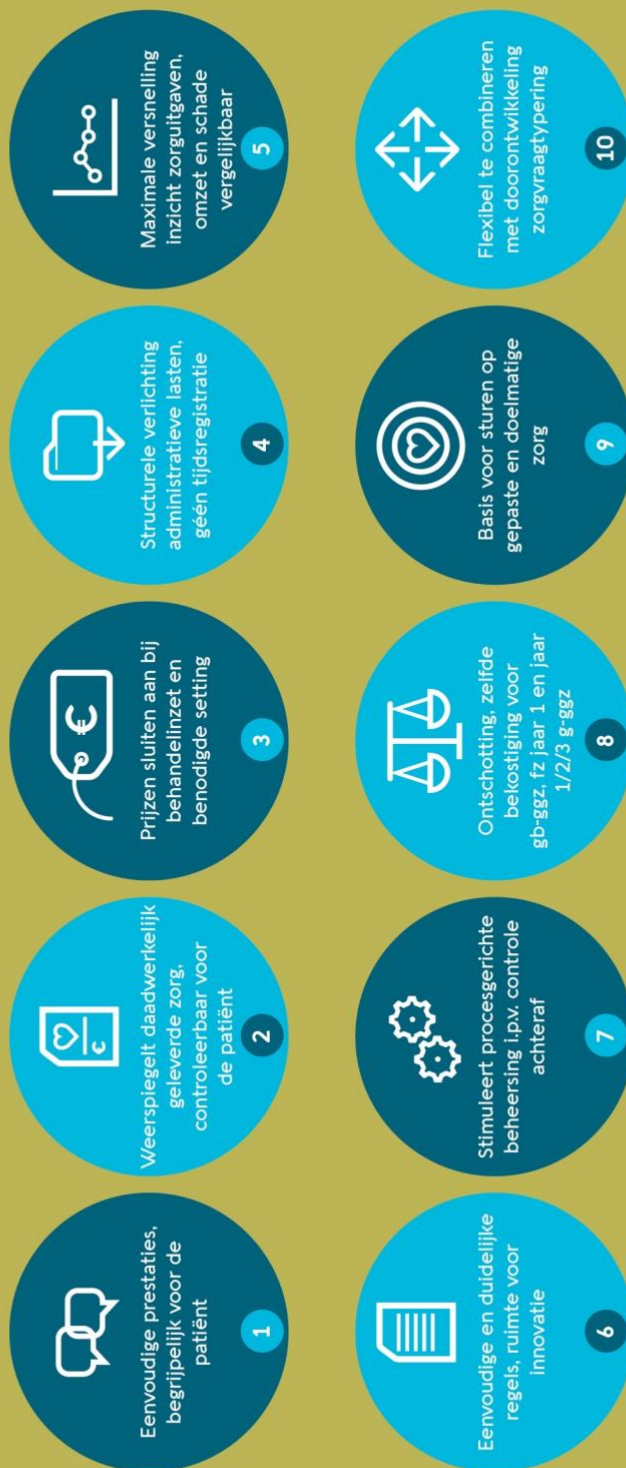 Eenvoudige prestaties,
begrijpelijk voor de
patiënt
1
Weerspiegelt daadwerkelijk
geleverde zorg,
controleerbaar voor
de patiënt
2
€
Prijzen sluiten aan bij
behandelinzet en
benodigde setting
3
€
Structurele verlichting
administratieve lasten,
géén tijdsregistratie
4
Maximale versnelling
inzicht zorguitgaven,
omzet en schade
vergelijkbaar
5
Eenvoudige en duidelijke
regels, ruimte voor
innovatie
6
Stimuleert procesgerichte
beheersing i.p.v. controle
achteraf
7
Ontschotting, zelfde
bekostiging voor
gb-ggz, fz jaar 1 en jaar
1/2/3 g-ggz
8
Basis voor sturen op
gepaste en doelmatige
zorg
9
Flexibel te combineren
met doorontwikkeling
zorgvraagtypering
10